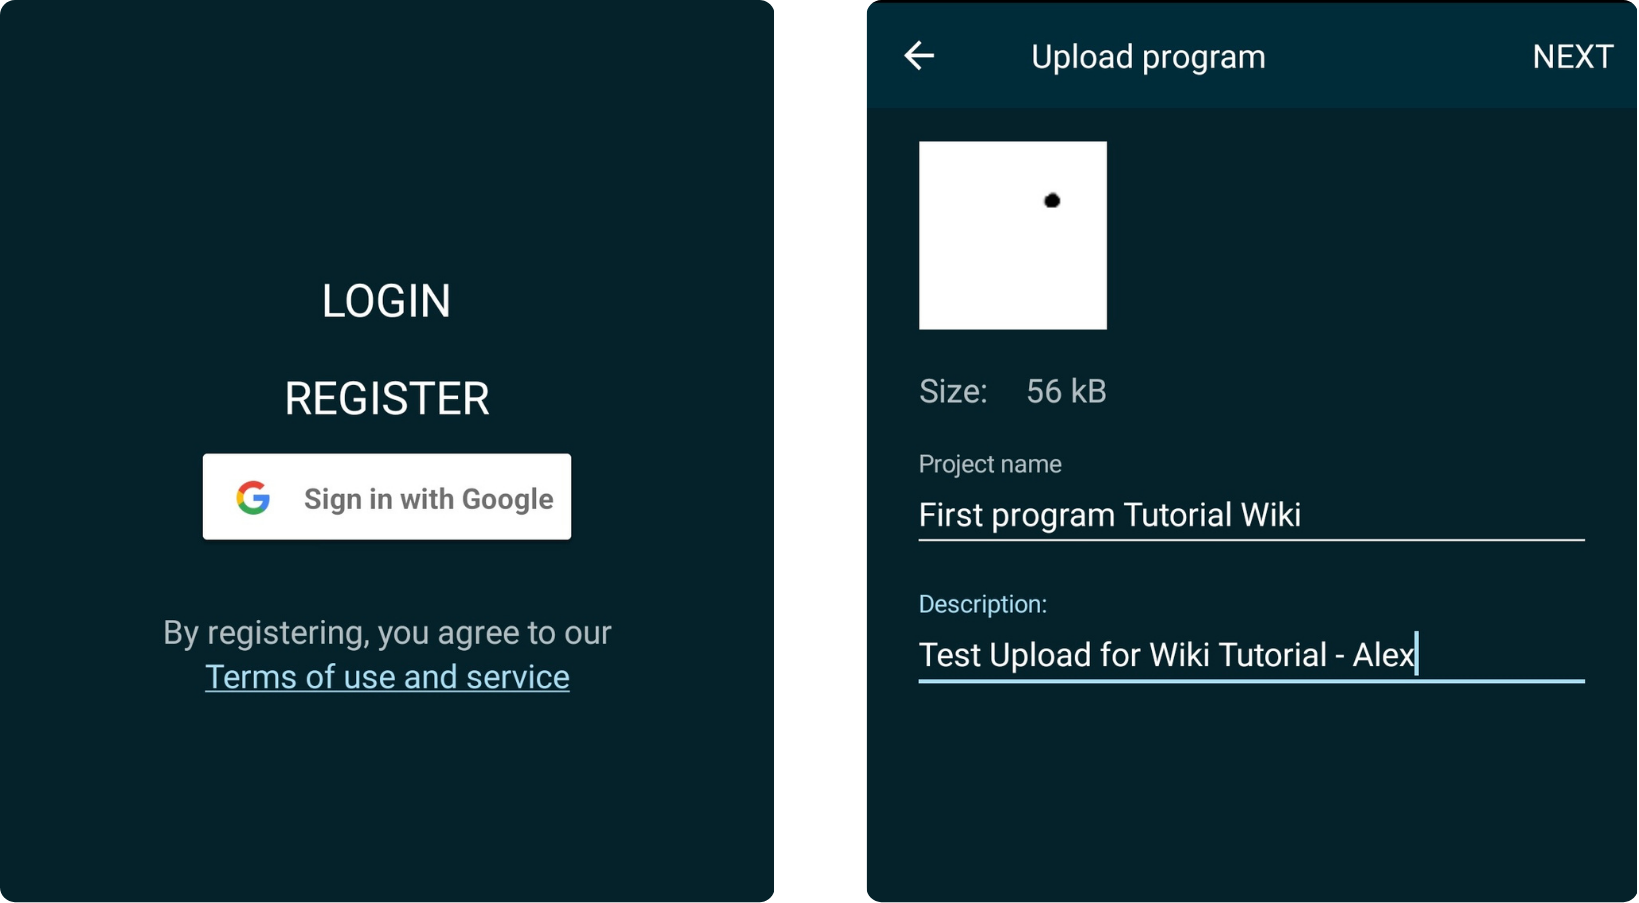 LOGIN
REGISTER
Sign in with Google
By registering, you agree to our
Terms of use and service
Upload program
NEXT
Size: 56 kB
Project name
First program Tutorial Wiki
Description:
Test Upload for Wiki Tutorial - Alex